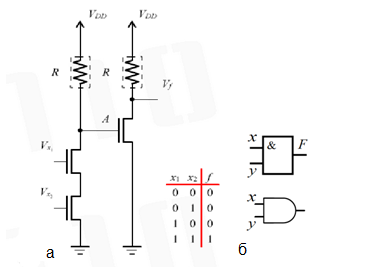 V_DD V_DD
R R
V_f
A
V_x₁
V_x₂
x₁ x₂ f
0 0 0
0 1 0
1 0 0
1 1 1
x & F
y
x
y
а б